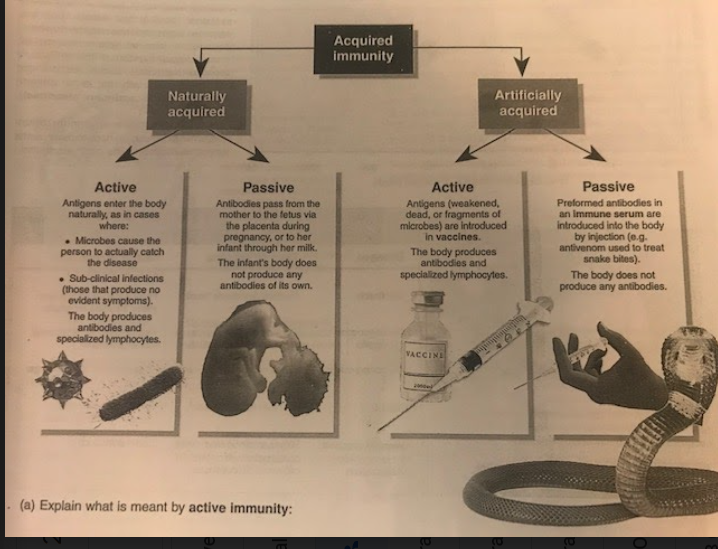 Acquired
immunity
Naturally
acquired
Artificially
acquired
Active
Antigens enter the body
naturally, as in cases
where:
• Microbes cause the
person to actually catch
the disease
• Sub-clinical infections
(those that produce no
evident symptoms).
The body produces
antibodies and
specialized lymphocytes.
Passive
Antibodies pass from the
mother to the fetus via
the placenta during
pregnancy, or to her
infant through her milk.
The infant's body does
not produce any
antibodies of its own.
Active
Antigens (weakened,
dead, or fragments of
microbes) are introduced
in vaccines.
The body produces
antibodies and
specialized lymphocytes.
VACCINE
Passive
Preformed antibodies in
an immune serum are
introduced into the body
by injection (e.g.
antivenom used to treat
snake bites).
The body does not
produce any antibodies.
(a) Explain what is meant by active immunity: